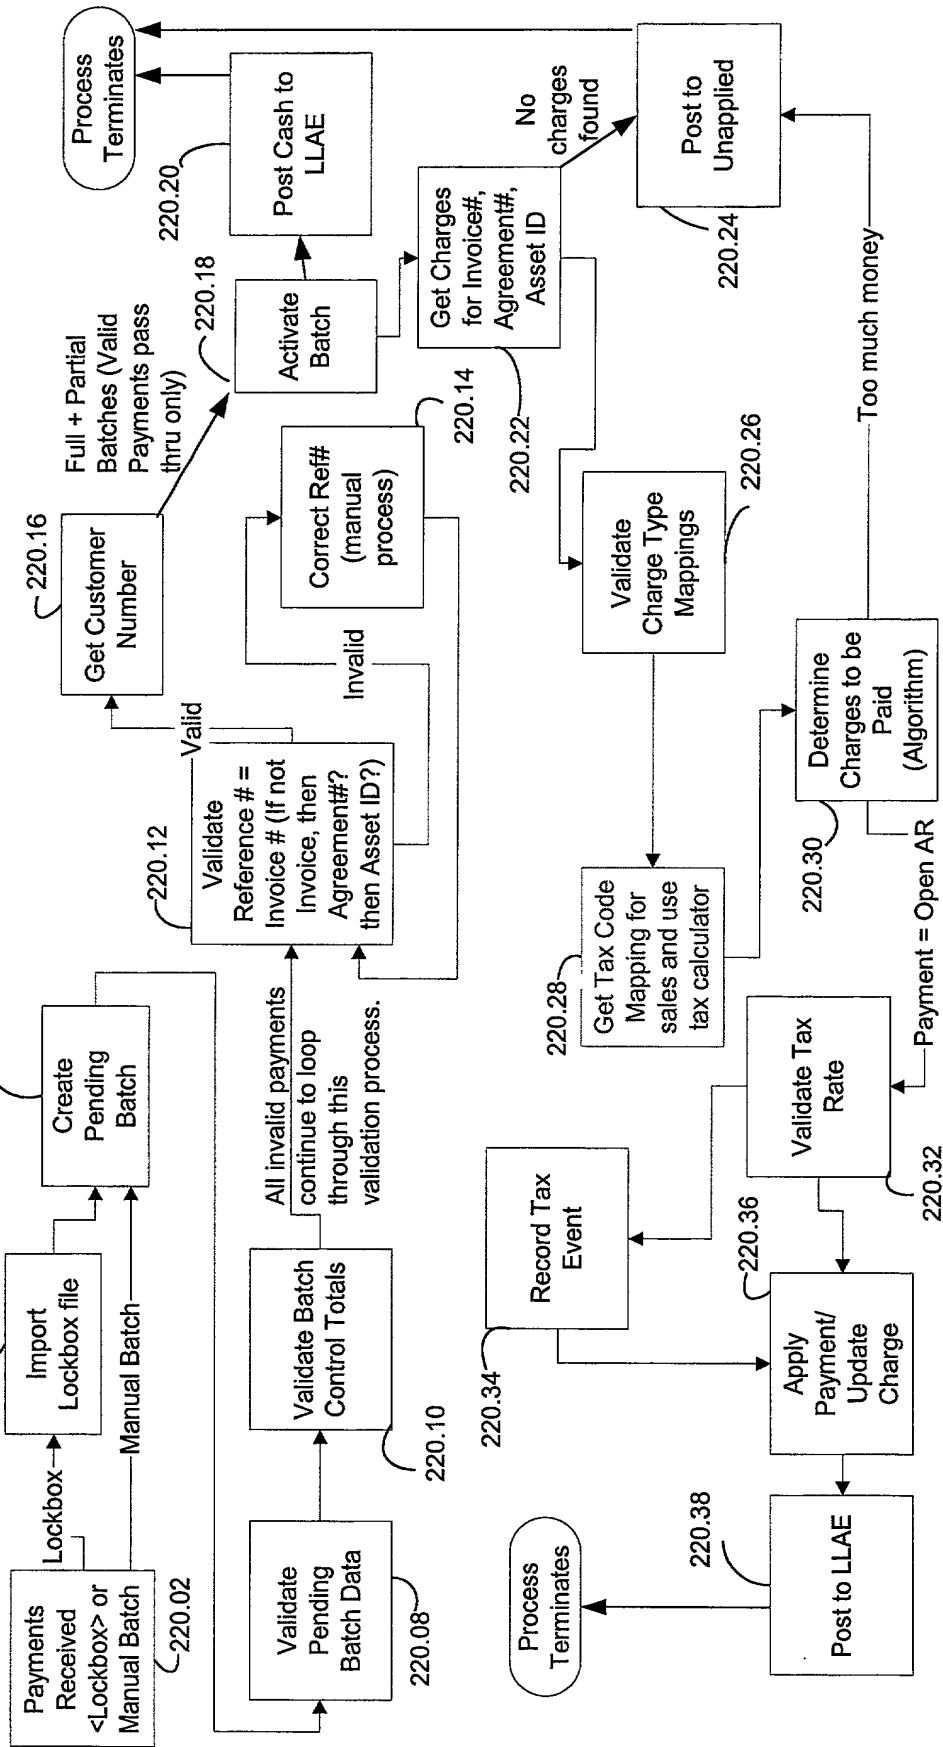 Payments
Received
<Lockbox> or
Manual Batch
220.02
Lockbox
Manual Batch
Import
Lockbox file
Create
Pending
Batch
Validate
Pending
Batch Data
220.08
Validate Batch
Control Totals
220.10
All invalid payments
continue to loop
through this
validation process.
Validate
Reference # =
Invoice # (If not
Invoice, then
Agreement#?
then Asset ID?)
220.12
Valid
Invalid
Correct Ref#
(manual
process)
220.14
Get Customer
Number
220.16
Full + Partial
Batches (Valid
Payments pass
thru only)
Activate
Batch
220.18
Post Cash to
LLAE
220.20
Process
Terminates
Get Charges
for Invoice#,
Agreement#,
Asset ID
220.22
No
charges
found
Post to
Unapplied
220.24
Validate
Charge Type
Mappings
220.26
Get Tax Code
Mapping for
sales and use
tax calculator
220.28
Determine
Charges to be
Paid
(Algorithm)
220.30
Too much money
Payment = Open AR
Validate Tax
Rate
220.32
Record Tax
Event
220.34
Apply
Payment/
Update
Charge
220.36
Post to LLAE
220.38
Process
Terminates